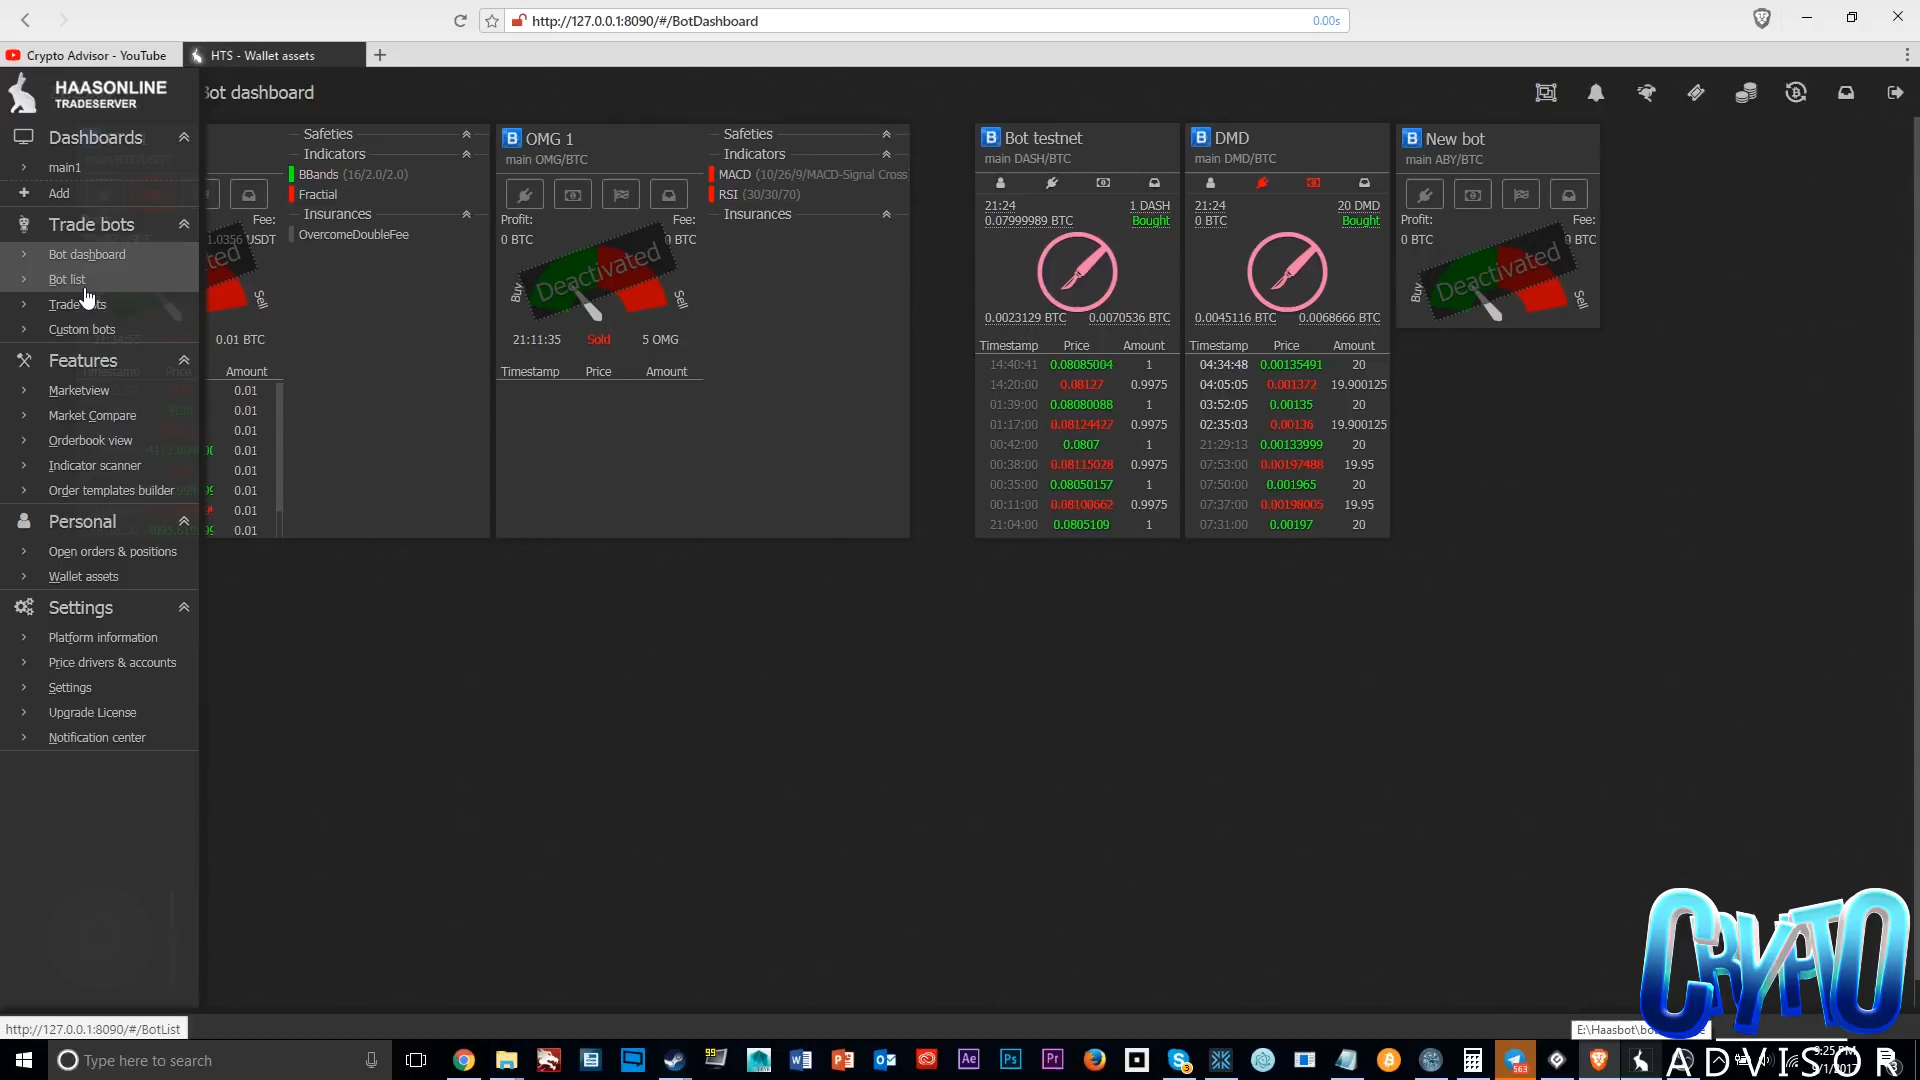 http://127.0.0.1:8090/#/BotDashboard
0.00s
Crypto Advisor - YouTube
HTS - Wallet assets
HAASONLINE
TRADESERVER
Bot dashboard
Dashboards
main1
Add
Trade bots
Bot dashboard
Bot list
Custom bots
Features
Marketview
Market Compare
Orderbook view
Indicator scanner
Order templates builder
Personal
Open orders & positions
Wallet assets
Settings
Platform information
Price drivers & accounts
Settings
Upgrade License
Notification center
Fee:
1.0356 USDT
Sell
0.01 BTC
Amount
0.01
0.01
0.01
0.01
0.01
0.01
0.01
0.01
Safeties
Indicators
BBands (16/2.0/2.0)
Fractial
Insurances
OvercomeDoubleFee
OMG 1
main OMG/BTC
Profit: Fee:
0 BTC 0 BTC
Deactivated
Buy Sell
21:11:35 Sold 5 OMG
Timestamp Price Amount
Safeties
Indicators
MACD (10/26/9/MACD-Signal Cross
RSI (30/30/70)
Insurances
Bot testnet
main DASH/BTC
21:24 1 DASH
0.07999989 BTC Bought
0.0023129 BTC 0.0070536 BTC
Timestamp Price Amount
14:40:41 0.08085004 1
14:20:00 0.08127 0.9975
01:39:00 0.08080088 1
01:17:00 0.08124427 0.9975
00:42:00 0.0807 1
00:38:00 0.08115028 0.9975
00:35:00 0.08050157 1
00:11:00 0.08100662 0.9975
21:04:00 0.0805109 1
DMD
main DMD/BTC
21:24 20 DMD
0 BTC Bought
0.0045116 BTC 0.0068666 BTC
Timestamp Price Amount
04:34:48 0.00135491 20
04:05:05 0.001372 19.900125
03:52:05 0.00135 20
02:35:03 0.00136 19.900125
21:29:13 0.00133999 20
07:53:00 0.00197488 19.95
07:50:00 0.001965 20
07:37:00 0.00198005 19.95
07:31:00 0.00197 20
New bot
main ABY/BTC
Profit: Fee:
0 BTC 0 BTC
Deactivated
Buy Sell
http://127.0.0.1:8090/#/BotList
E:\Haasbot\bo
CRYPTO
ADVISOR
Type here to search
9:25 PM
9/1/2017